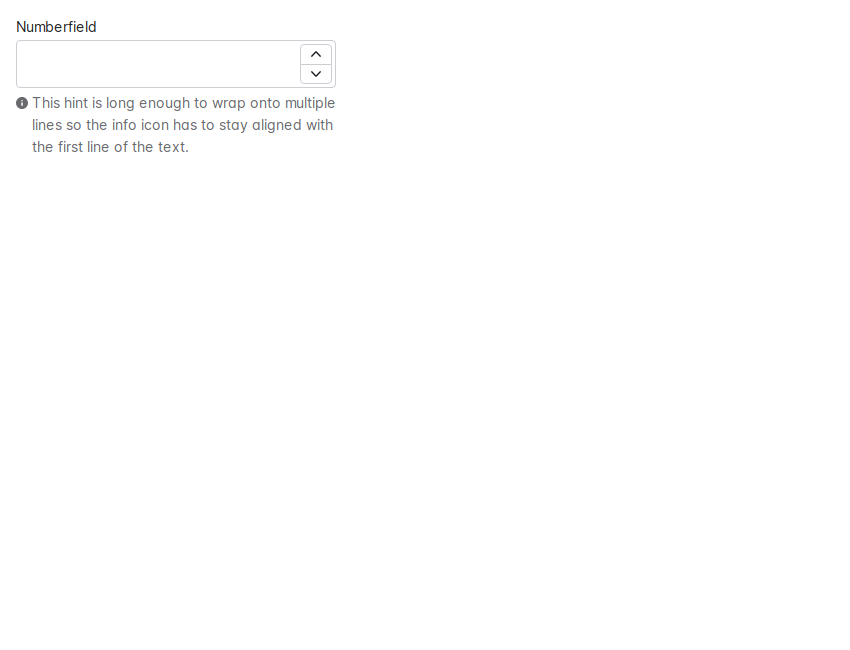 Numberfield
This hint is long enough to wrap onto multiple
lines so the info icon has to stay aligned with
the first line of the text.